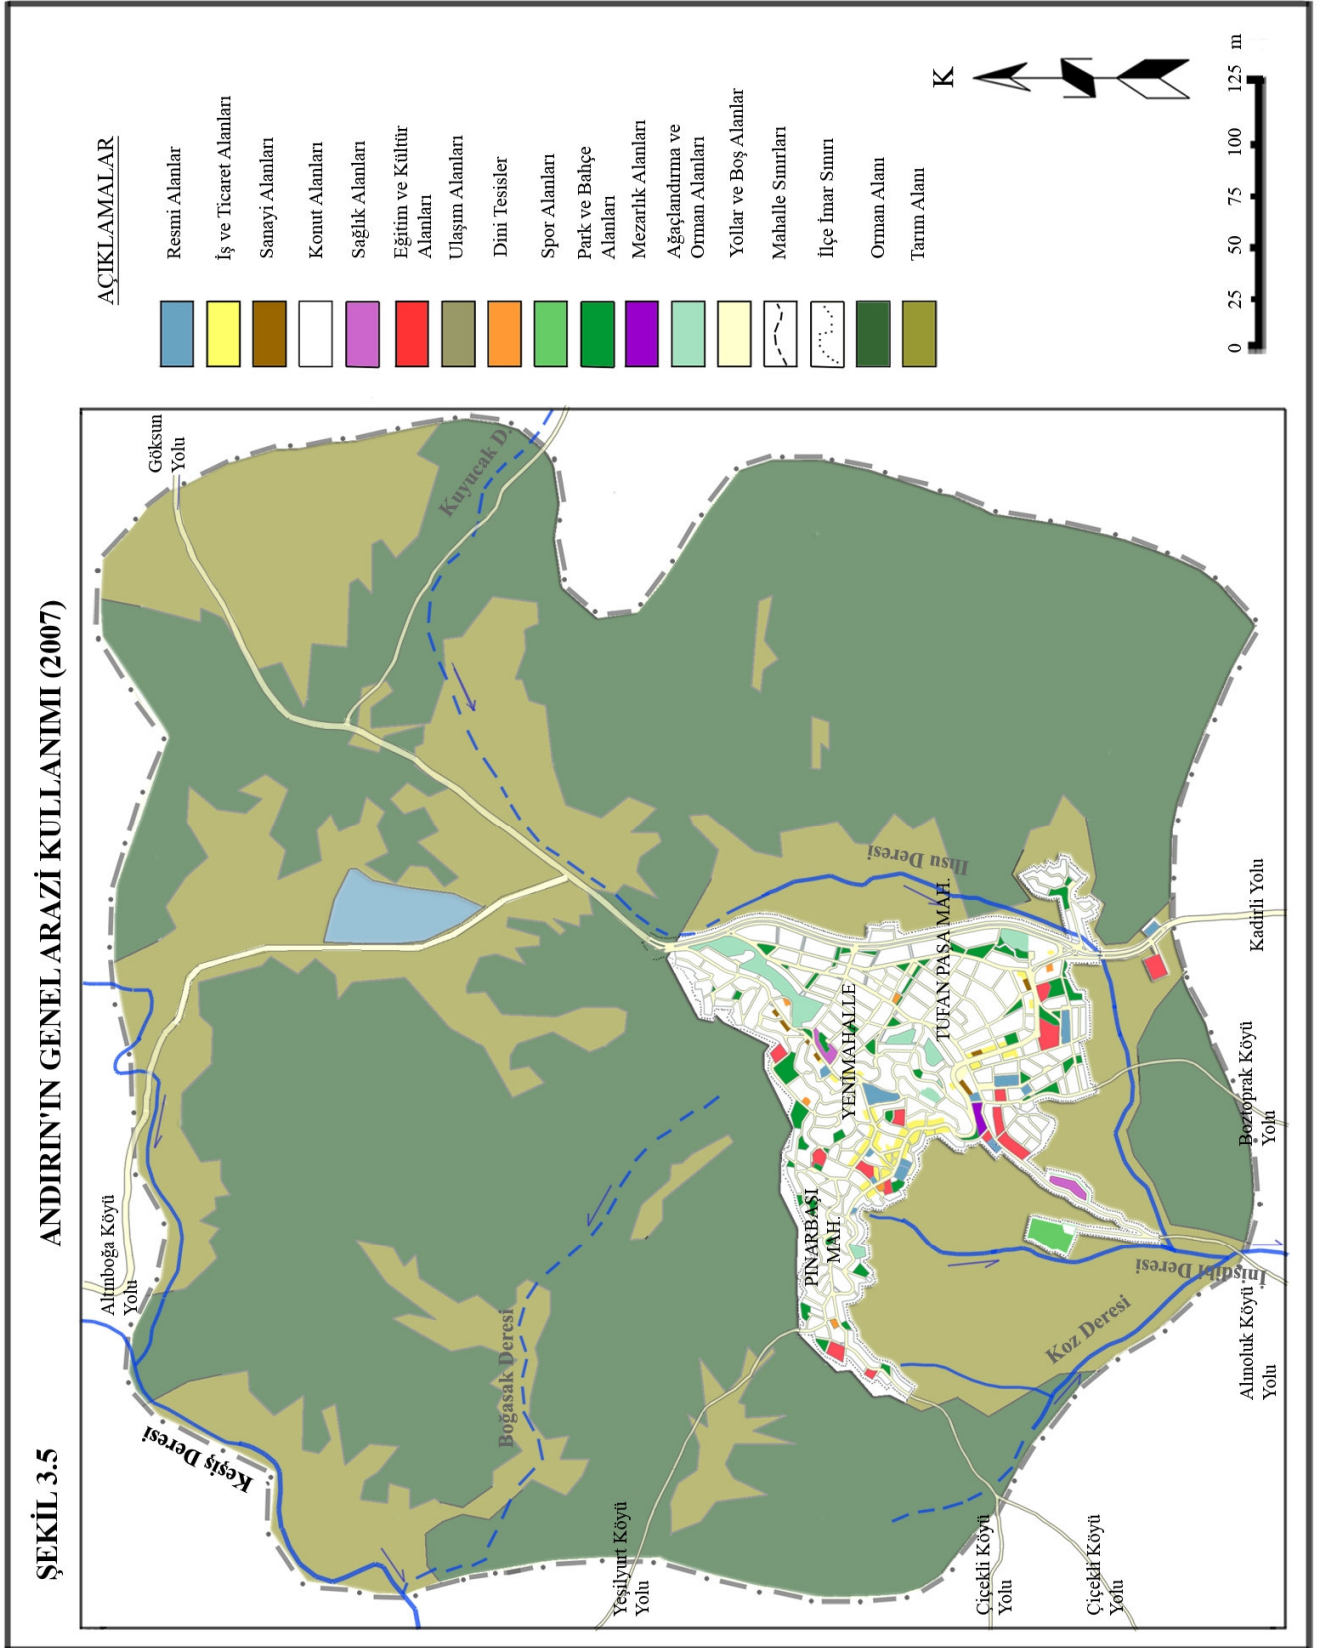 ŞEKİL 3.5
ANDIRIN'IN GENEL ARAZİ KULLANIMI (2007)
AÇIKLAMALAR
Resmi Alanlar
İş ve Ticaret Alanları
Sanayi Alanları
Konut Alanları
Sağlık Alanları
Eğitim ve Kültür
Alanları
Ulaşım Alanları
Dini Tesisler
Spor Alanları
Park ve Bahçe
Alanları
Mezarlık Alanları
Ağaçlandırma ve
Orman Alanları
Yollar ve Boş Alanlar
Mahalle Sınırları
İlçe İmar Sınırı
Orman Alanı
Tarım Alanı
K
0 25 50 75 100 125 m
Göksun
Yolu
Kuyucak D.
Altınboğa Köyü
Yolu
Keşiş Deresi
Boğasak Deresi
Yeşilyurt Köyü
Yolu
Ihsu Deresi
YENİMAHALLE
TUFAN PAŞA MAH.
PINARBAŞI
MAH.
Koz Deresi
İnişdibi Deresi
Çiçekli Köyü
Yolu
Çiçekli Köyü
Yolu
Alınoluk Köyü
Yolu
Boztoprak Köyü
Yolu
Kadirli Yolu